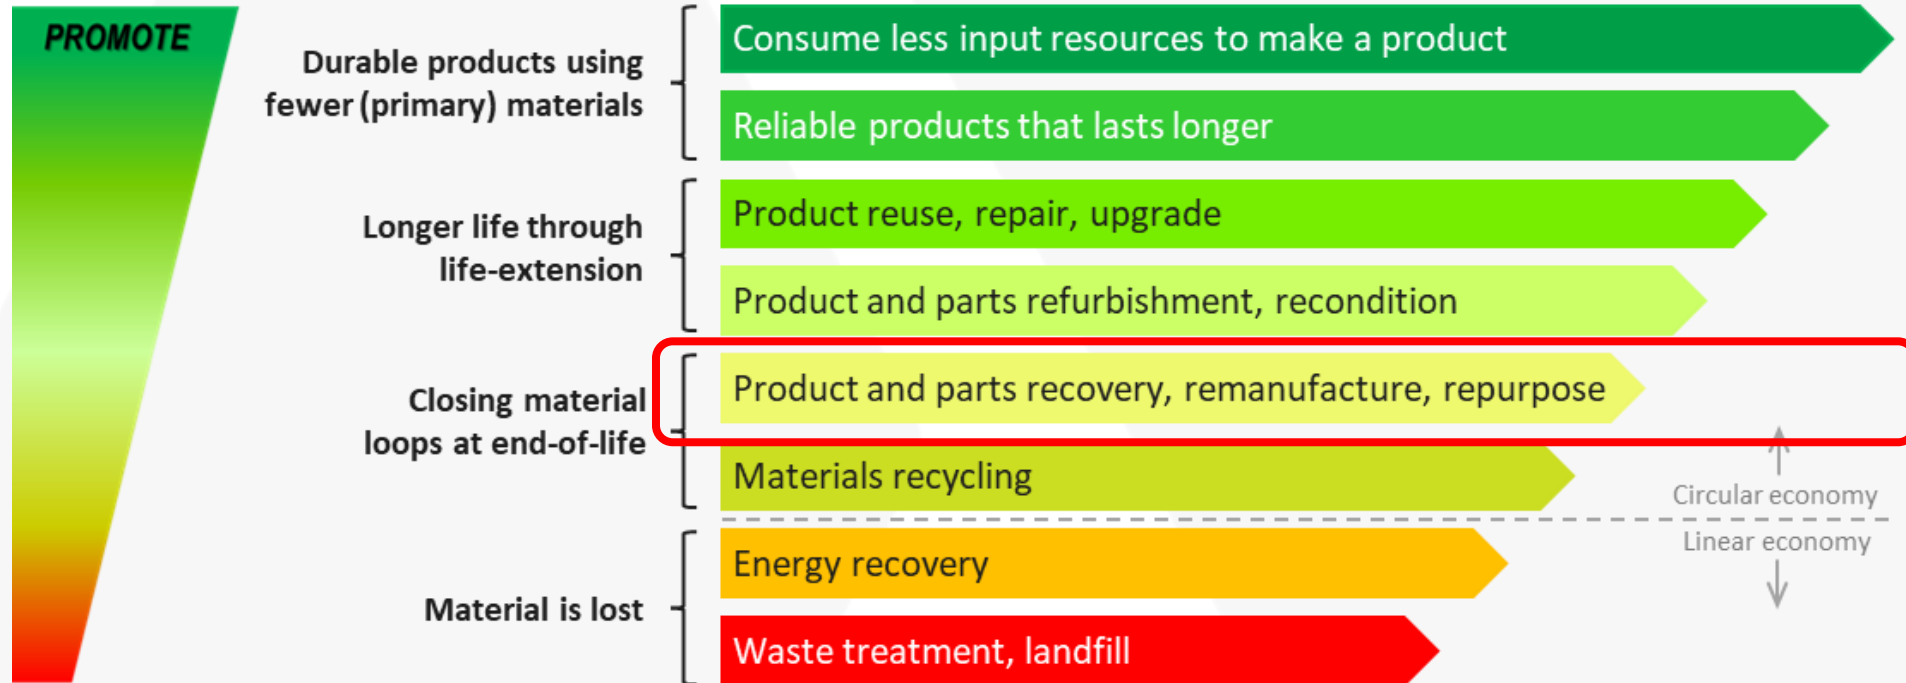 PROMOTE
Durable products using
fewer (primary) materials
Consume less input resources to make a product
Reliable products that lasts longer
Longer life through
life-extension
Product reuse, repair, upgrade
Product and parts refurbishment, recondition
Closing material
loops at end-of-life
Product and parts recovery, remanufacture, repurpose
Materials recycling
Circular economy
Linear economy
Material is lost
Energy recovery
Waste treatment, landfill